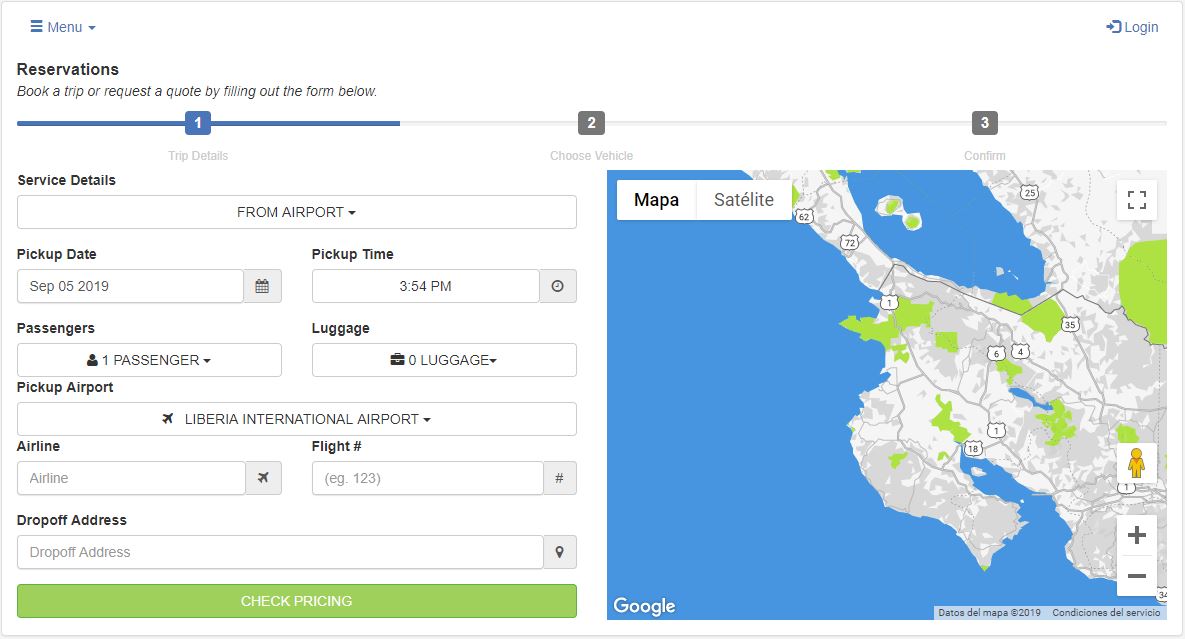 Menu
Login
Reservations
Book a trip or request a quote by filling out the form below.
1
2
3
Trip Details
Choose Vehicle
Confirm
Service Details
FROM AIRPORT
Pickup Date
Pickup Time
Sep 05 2019
3:54 PM
Passengers
Luggage
1 PASSENGER
0 LUGGAGE
Pickup Airport
LIBERIA INTERNATIONAL AIRPORT
Airline
Flight #
Airline
(eg. 123)
#
Dropoff Address
Dropoff Address
CHECK PRICING
Mapa
Satélite
25
62
72
1
35
6
4
1
18
1
34
Google
Datos del mapa ©2019
Condiciones del servicio